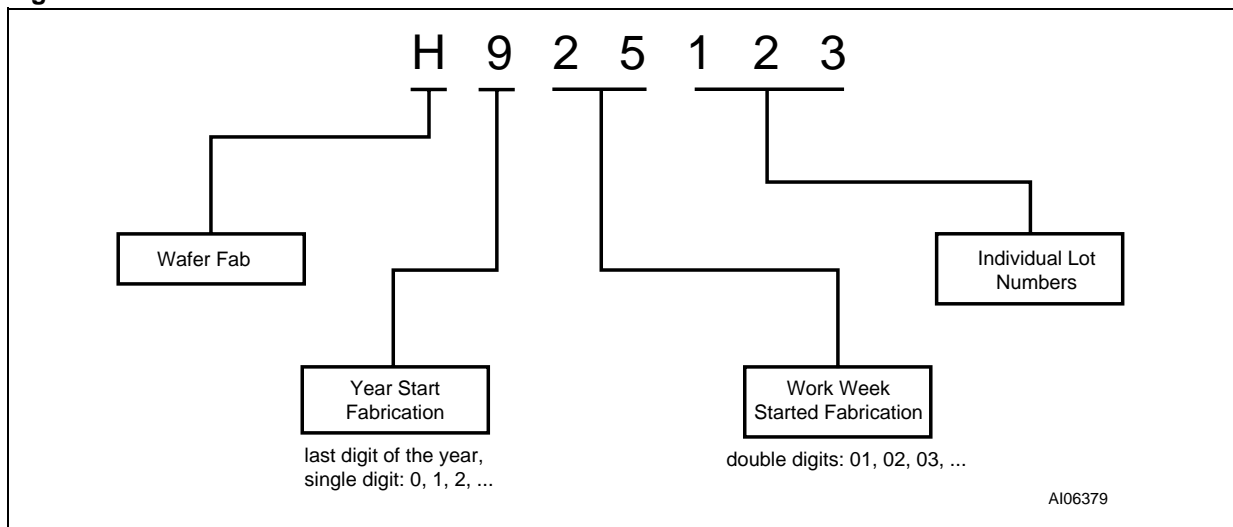 H 9 2 5 1 2 3
Wafer Fab
Individual Lot
Numbers
Year Start
Fabrication
last digit of the year,
single digit: 0, 1, 2, ...
Work Week
Started Fabrication
double digits: 01, 02, 03, ...
AI06379